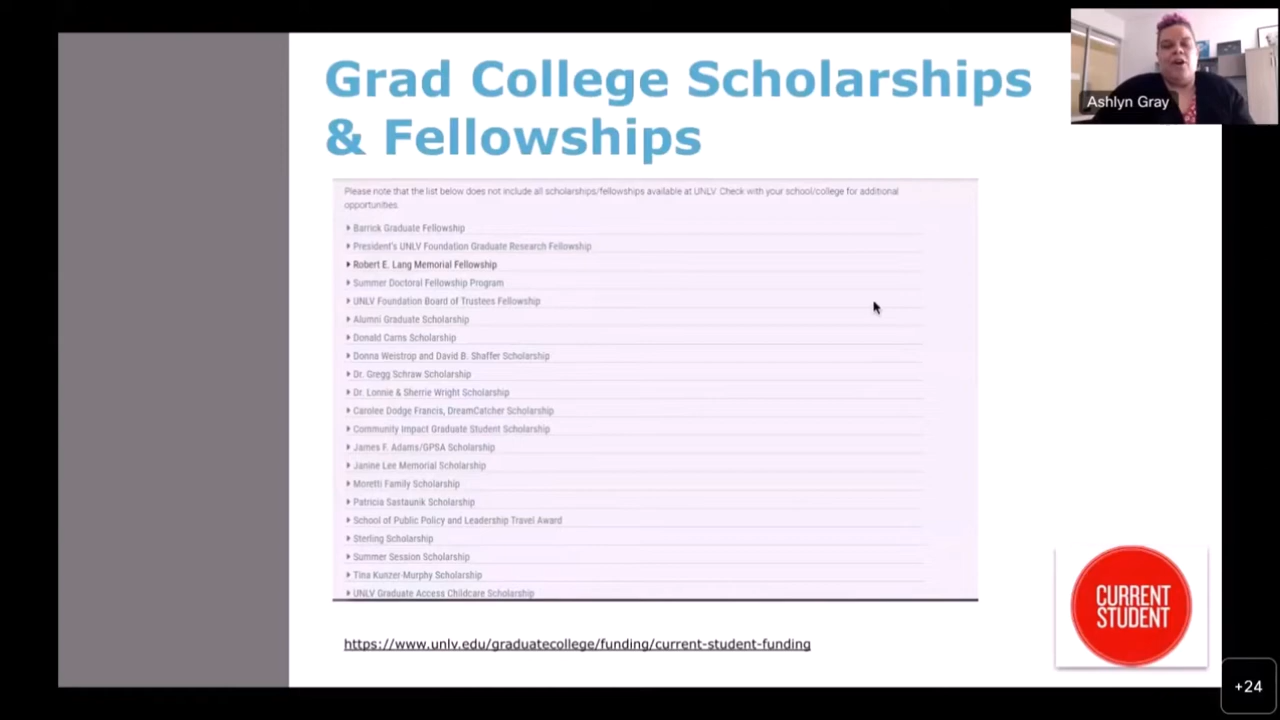 Grad College Scholarships
& Fellowships
Ashlyn Gray
Please note that the list below does not include all scholarships/fellowships available at UNLV. Check with your school/college for additional
opportunities.
Barrick Graduate Fellowship
President's UNLV Foundation Graduate Research Fellowship
Robert E. Lang Memorial Fellowship
Summer Doctoral Fellowship Program
UNLV Foundation Board of Trustees Fellowship
Alumni Graduate Scholarship
Donald Carns Scholarship
Donna Weistrop and David B. Shaffer Scholarship
Dr. Gregg Schraw Scholarship
Dr. Lonnie & Sherrie Wright Scholarship
Carolee Dodge Francis, DreamCatcher Scholarship
Community Impact Graduate Student Scholarship
James F. Adams/GPSA Scholarship
Janine Lee Memorial Scholarship
Moretti Family Scholarship
Patricia Sastaunik Scholarship
School of Public Policy and Leadership Travel Award
Sterling Scholarship
Summer Session Scholarship
Tina Kunzer-Murphy Scholarship
UNLV Graduate Access Childcare Scholarship
https://www.unlv.edu/graduatecollege/funding/current-student-funding
CURRENT
STUDENT
+24